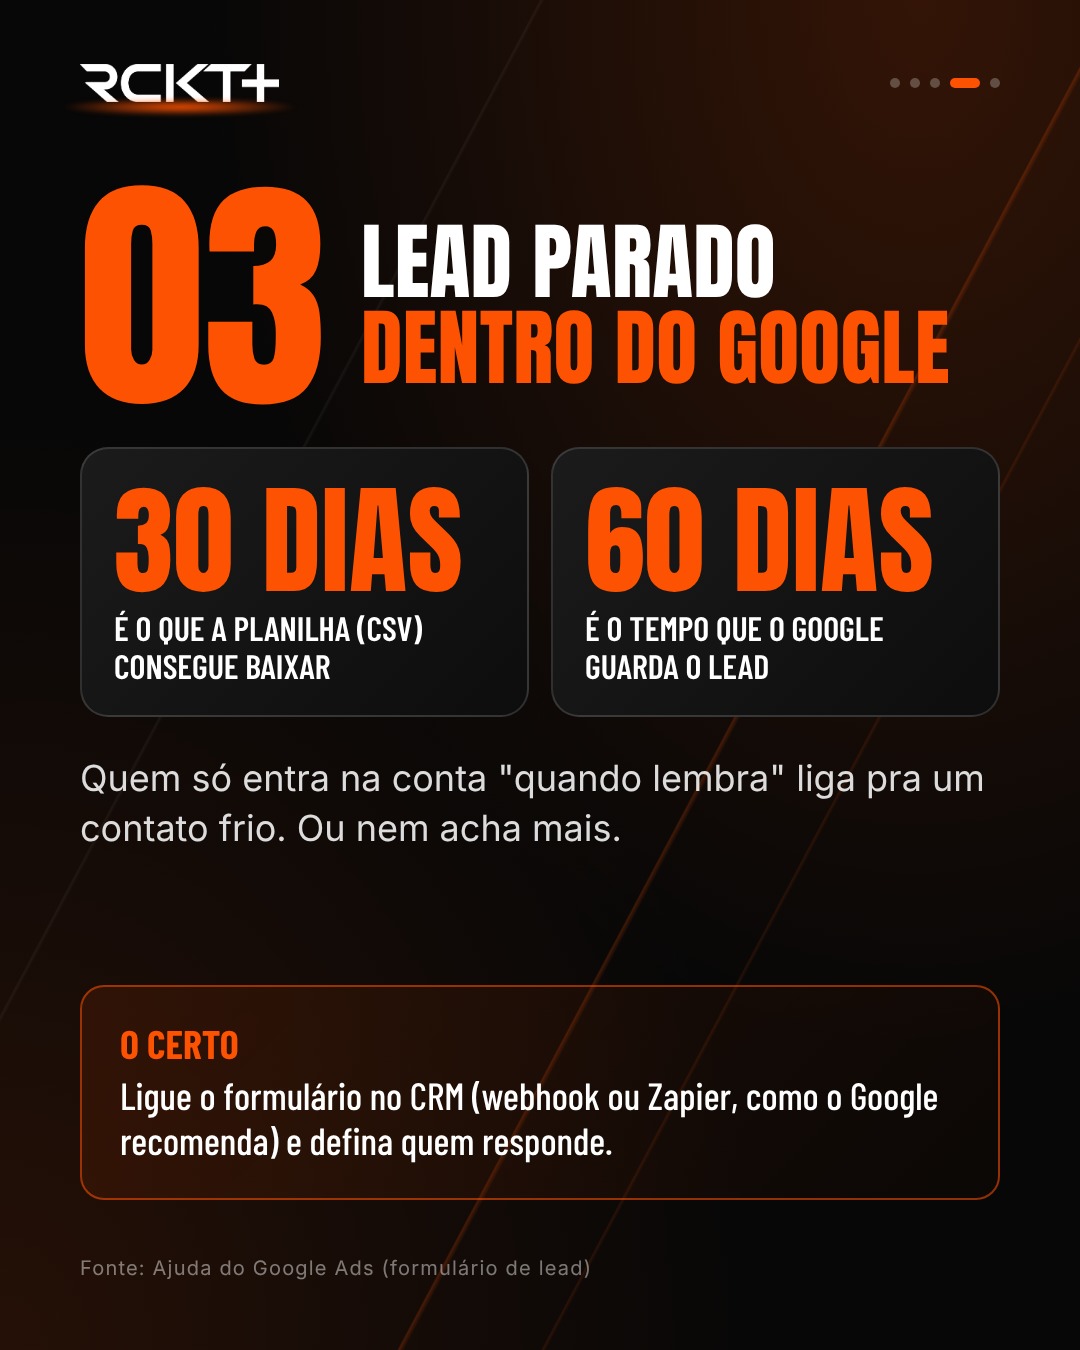 RCKT+
03
LEAD PARADO
DENTRO DO GOOGLE
30 DIAS
É O QUE A PLANILHA (CSV)
CONSEGUE BAIXAR
60 DIAS
É O TEMPO QUE O GOOGLE
GUARDA O LEAD
Quem só entra na conta "quando lembra" liga pra um
contato frio. Ou nem acha mais.
O CERTO
Ligue o formulário no CRM (webhook ou Zapier, como o Google
recomenda) e defina quem responde.
Fonte: Ajuda do Google Ads (formulário de lead)